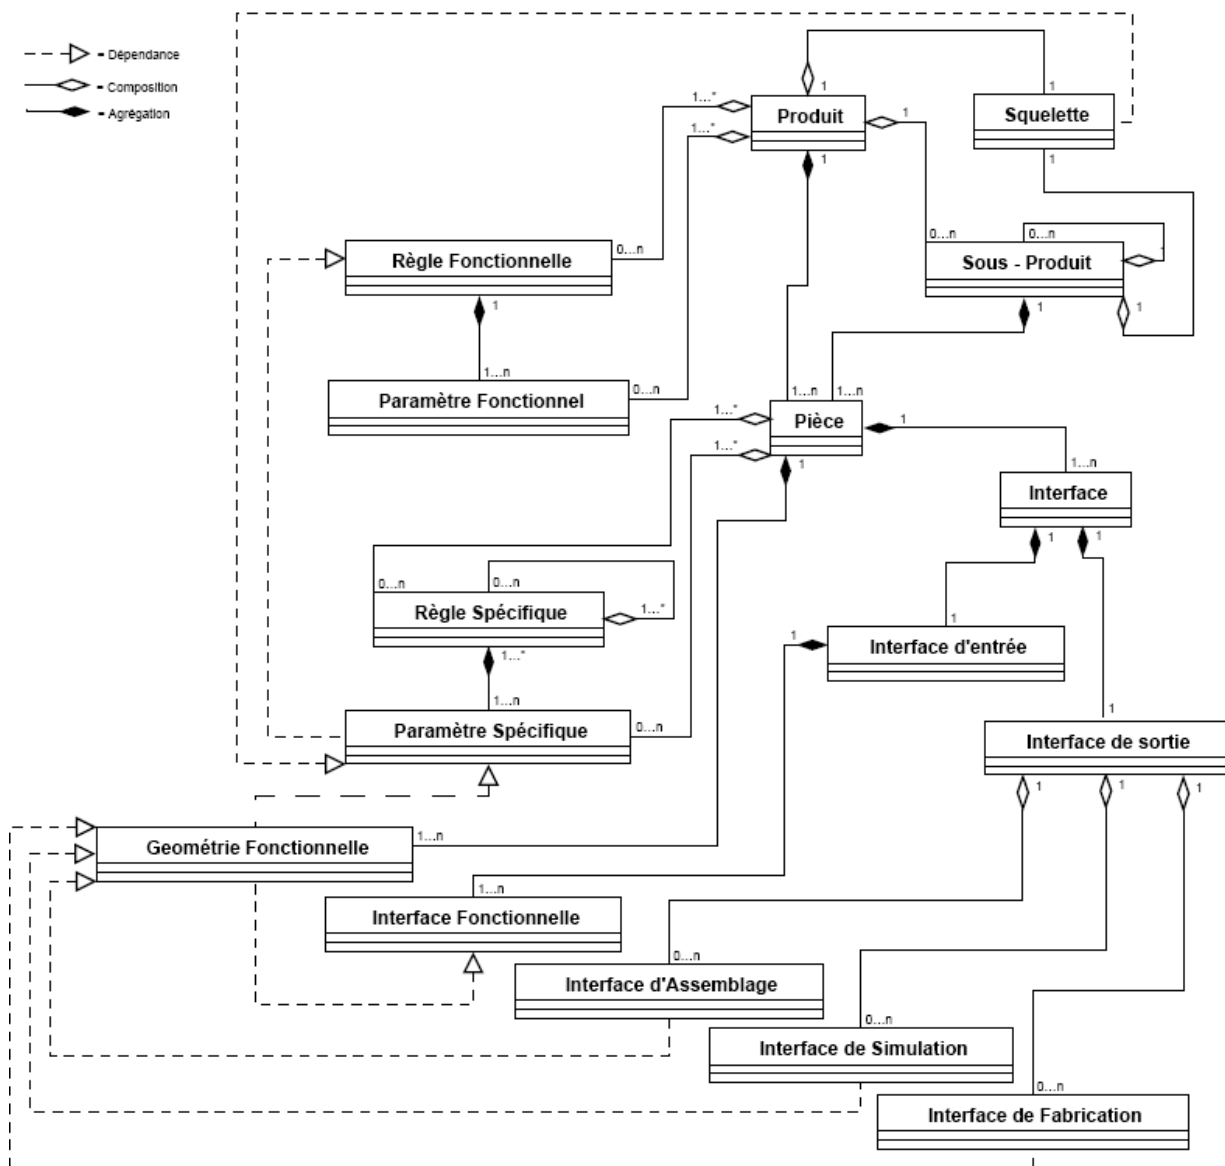 - Dépendance
- Composition
- Agrégation
1
1...*
1...*
Produit
1
1
1
Squelette
1
0...n
Règle Fonctionnelle
1
0...n
0...n
Sous - Produit
1
1
1...n
Paramètre Fonctionnel
0...n
1...n
1...n
1...*
Pièce
1
1...*
1
1...n
Interface
1
1
0...n
0...n
Règle Spécifique
1...*
1...*
1
1
Interface d'entrée
1...n
Paramètre Spécifique
0...n
1
Interface de sortie
1
1
1
Geométrie Fonctionnelle
1...n
1...n
Interface Fonctionnelle
0...n
Interface d'Assemblage
0...n
Interface de Simulation
0...n
Interface de Fabrication